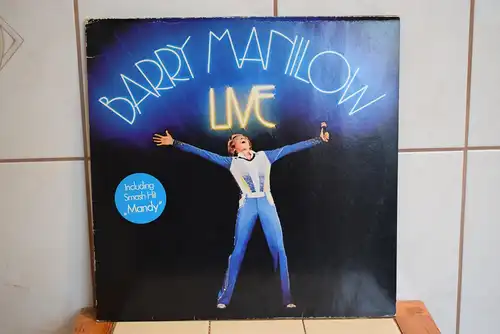 BARRY MANILOW
LIVE
Including
Smash Hit
„Mandy"